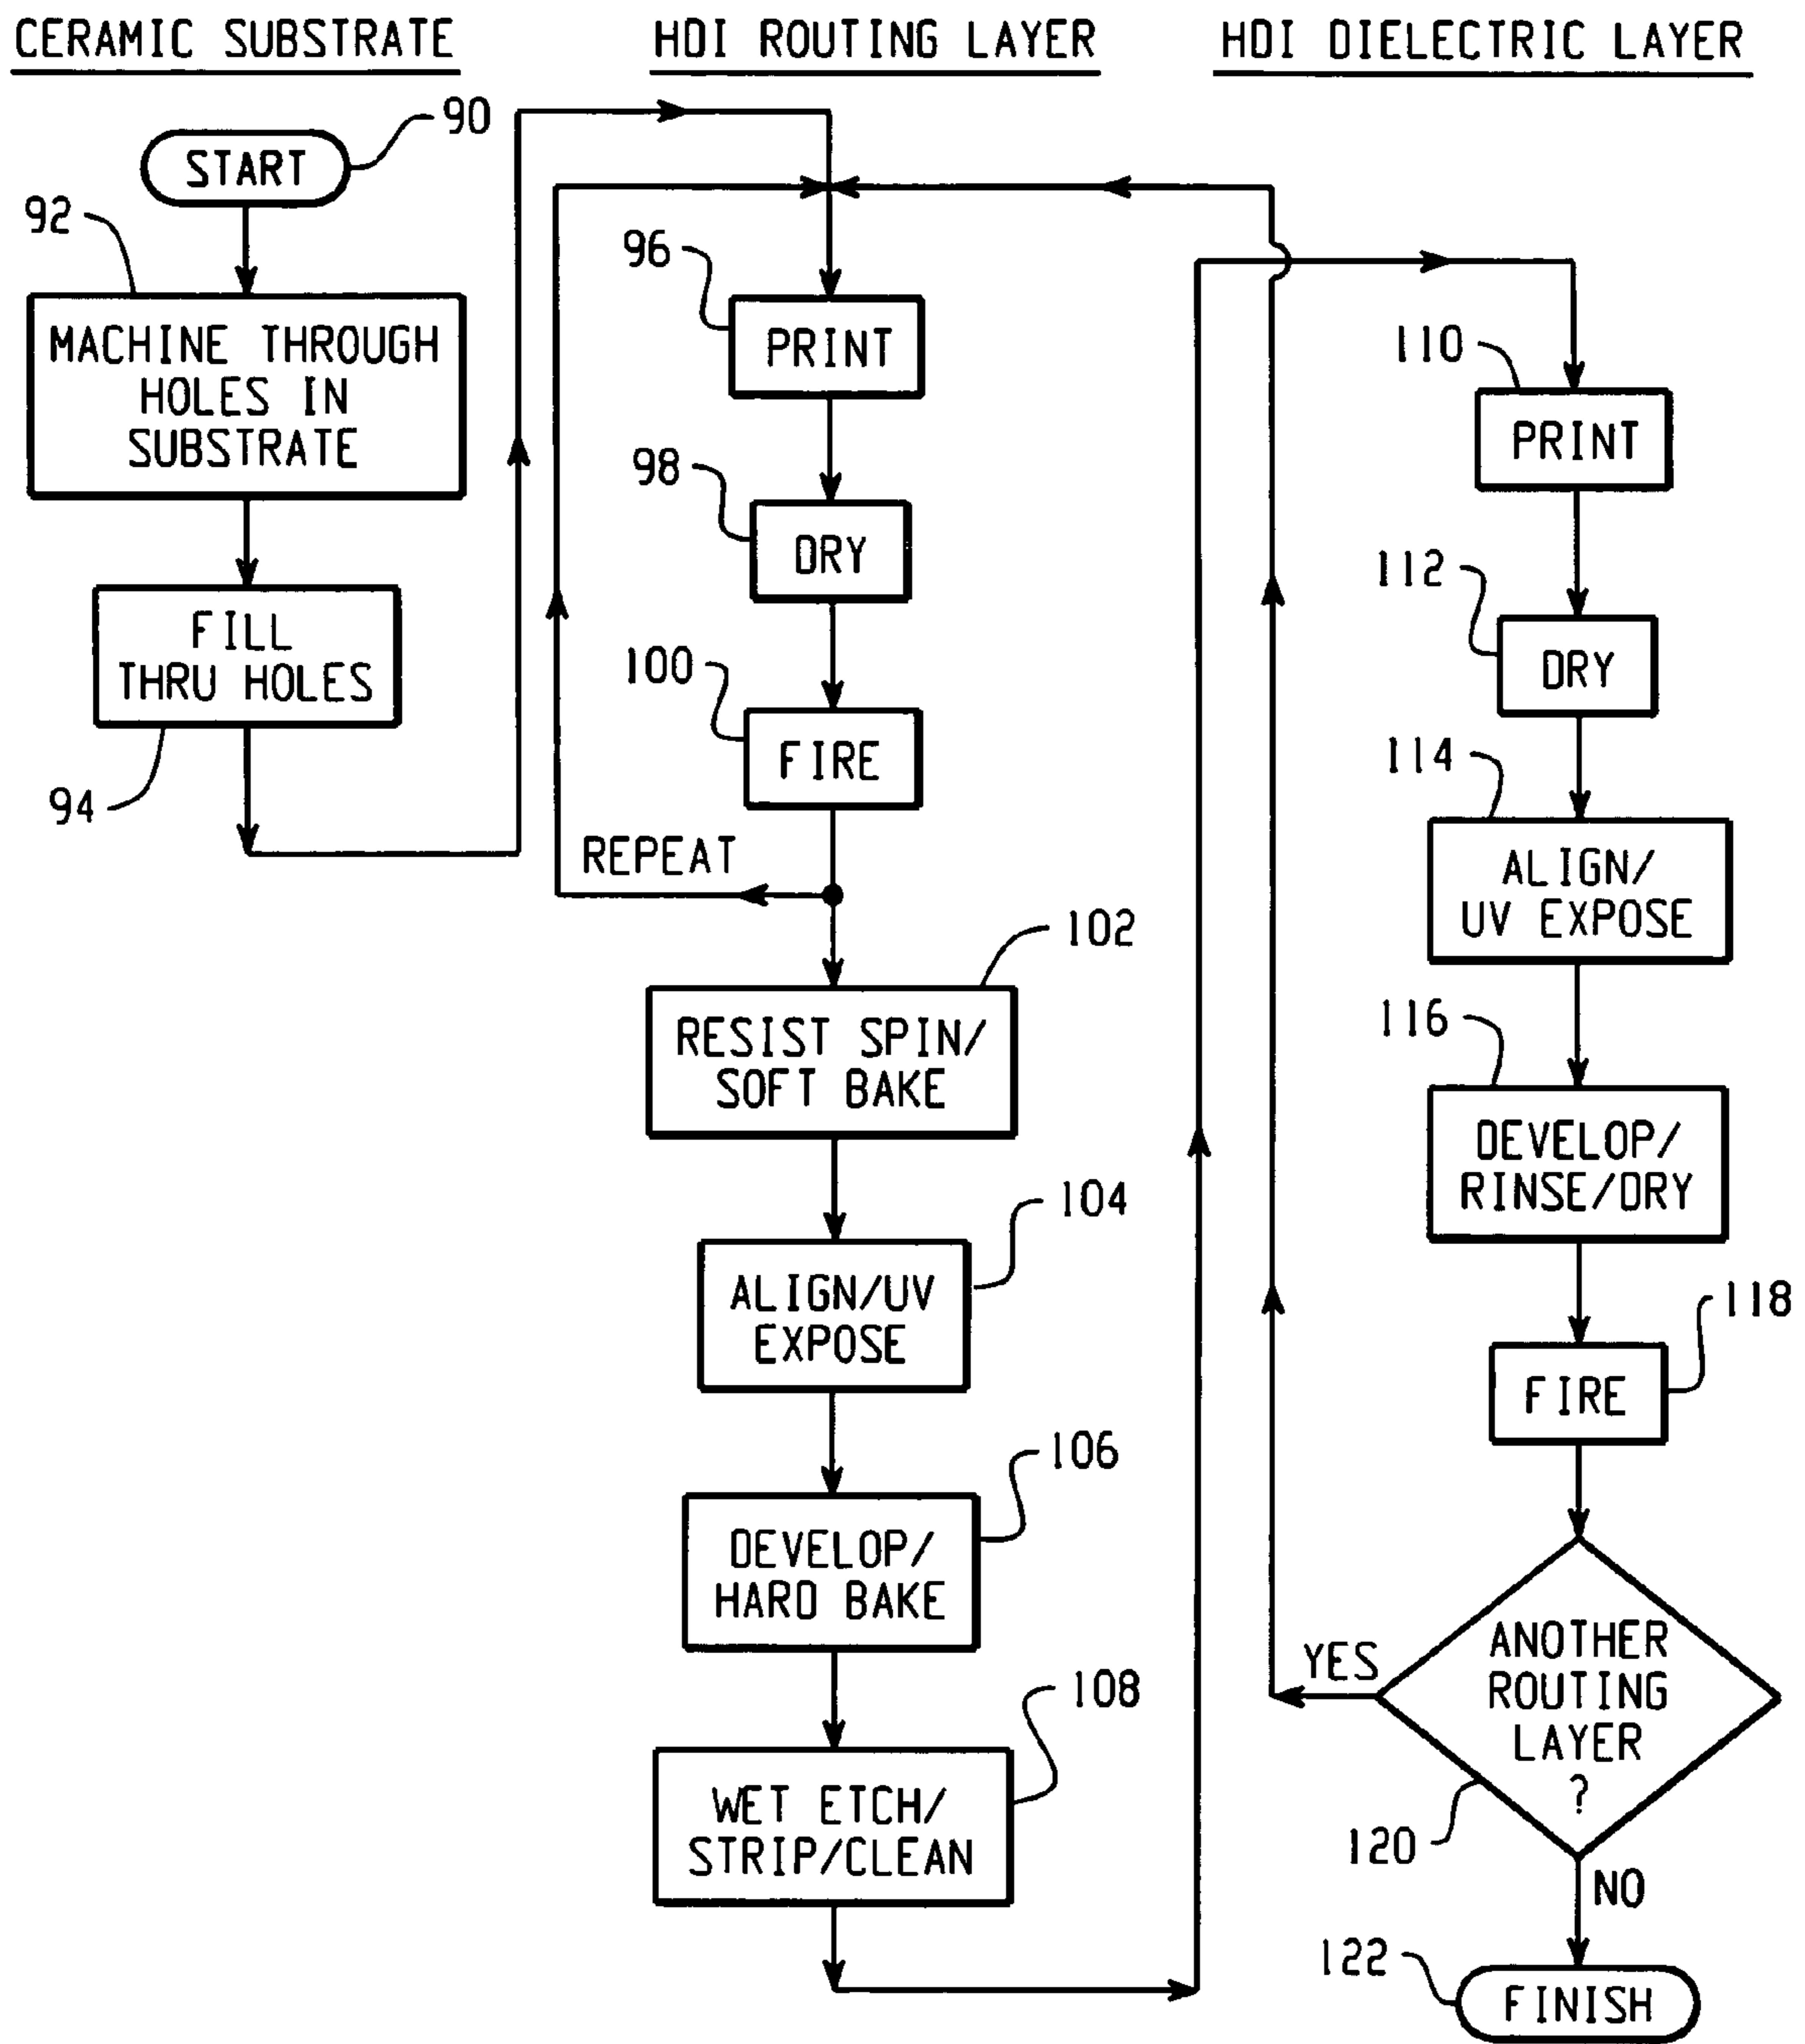 CERAMIC SUBSTRATE
START
90
92
MACHINE THROUGH
HOLES IN
SUBSTRATE
FILL
THRU HOLES
94
HDI ROUTING LAYER
96
PRINT
98
DRY
100
FIRE
REPEAT
102
RESIST SPIN/
SOFT BAKE
104
ALIGN/UV
EXPOSE
106
DEVELOP/
HARD BAKE
108
WET ETCH/
STRIP/CLEAN
HDI DIELECTRIC LAYER
110
PRINT
112
DRY
114
ALIGN/
UV EXPOSE
116
DEVELOP/
RINSE/DRY
118
FIRE
ANOTHER
ROUTING
LAYER
?
YES
120
NO
122
FINISH